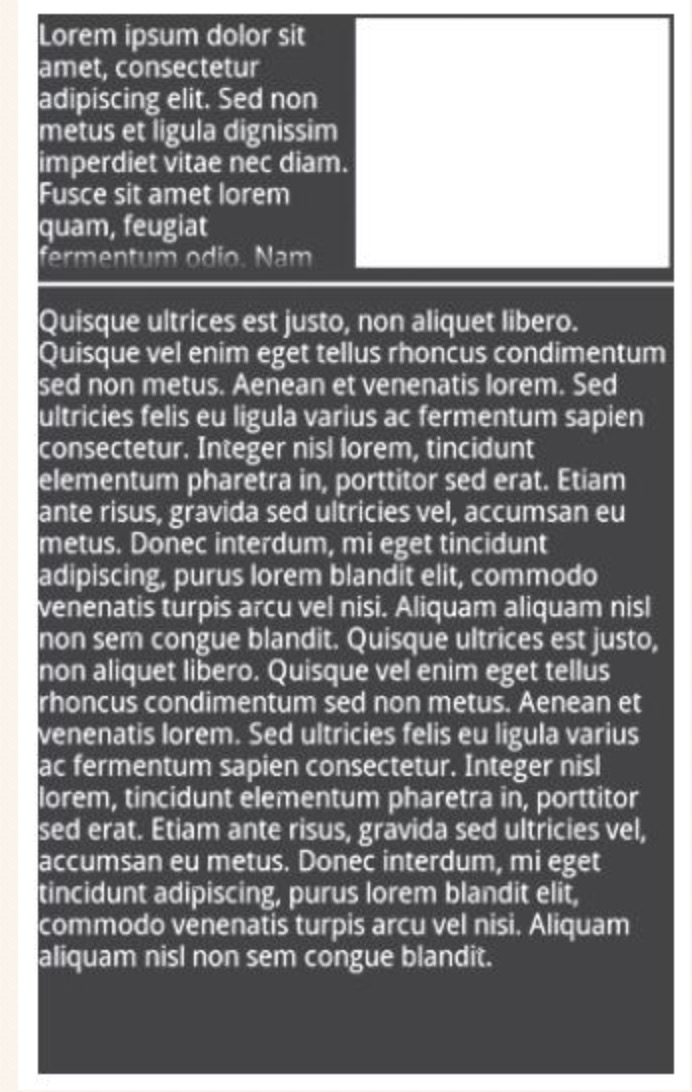 Lorem ipsum dolor sit
amet, consectetur
adipiscing elit. Sed non
metus et ligula dignissim
imperdiet vitae nec diam.
Fusce sit amet lorem
quam, feugiat
fermentum odio. Nam
Quisque ultrices est justo, non aliquet libero.
Quisque vel enim eget tellus rhoncus condimentum
sed non metus. Aenean et venenatis lorem. Sed
ultricies felis eu ligula varius ac fermentum sapien
consectetur. Integer nisl lorem, tincidunt
elementum pharetra in, porttitor sed erat. Etiam
ante risus, gravida sed ultricies vel, accumsan eu
metus. Donec interdum, mi eget tincidunt
adipiscing, purus lorem blandit elit, commodo
venenatis turpis arcu vel nisi. Aliquam aliquam nisl
non sem congue blandit. Quisque ultrices est justo,
non aliquet libero. Quisque vel enim eget tellus
rhoncus condimentum sed non metus. Aenean et
venenatis lorem. Sed ultricies felis eu ligula varius
ac fermentum sapien consectetur. Integer nisl
lorem, tincidunt elementum pharetra in, porttitor
sed erat. Etiam ante risus, gravida sed ultricies vel,
accumsan eu metus. Donec interdum, mi eget
tincidunt adipiscing, purus lorem blandit elit,
commodo venenatis turpis arcu vel nisi. Aliquam
aliquam nisl non sem congue blandit.